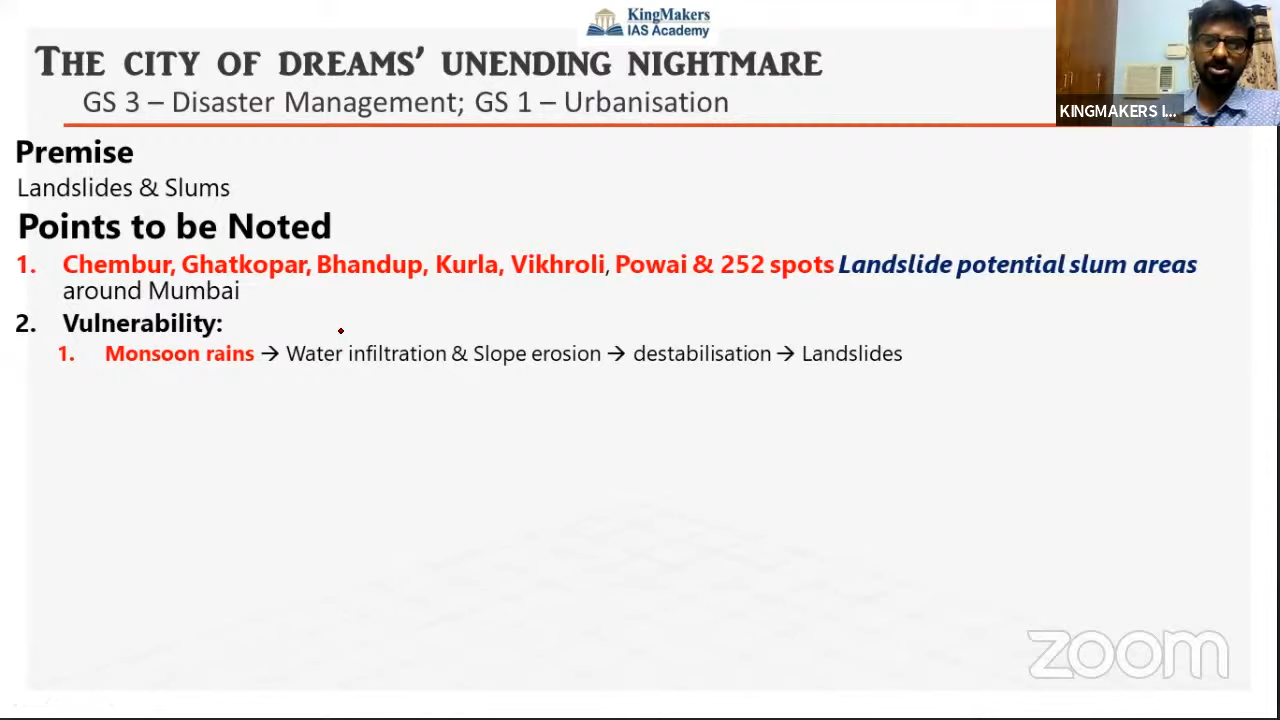 KingMakers
IAS Academy
THE CITY OF DREAMS' UNENDING NIGHTMARE
GS 3 – Disaster Management; GS 1 – Urbanisation
KINGMAKERS I...
Premise
Landslides & Slums
Points to be Noted
1. Chembur, Ghatkopar, Bhandup, Kurla, Vikhroli, Powai & 252 spots Landslide potential slum areas
around Mumbai
2. Vulnerability:
1. Monsoon rains → Water infiltration & Slope erosion → destabilisation → Landslides
zoom